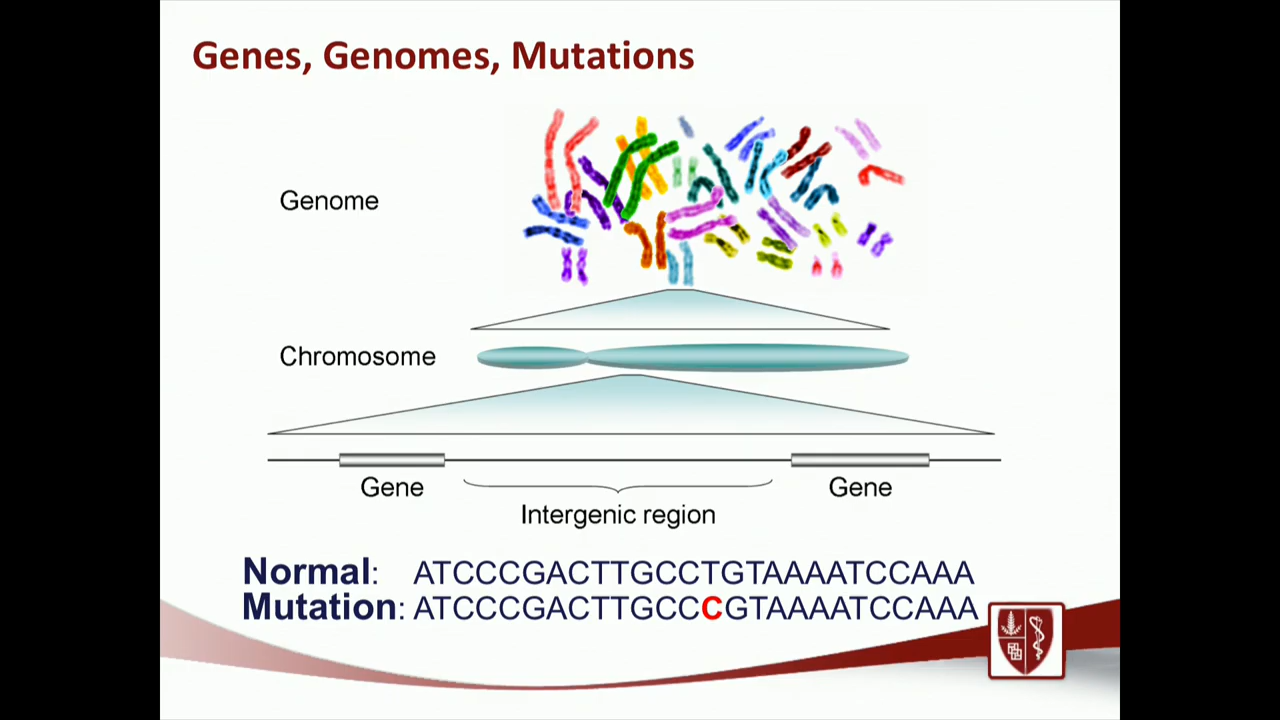 Genes, Genomes, Mutations
Genome
Chromosome
Gene
Gene
Intergenic region
Normal: ATCCCGACTTGCCTGTAAAATCCAAA
Mutation: ATCCCGACTTGCCCGTAAAATCCAAA